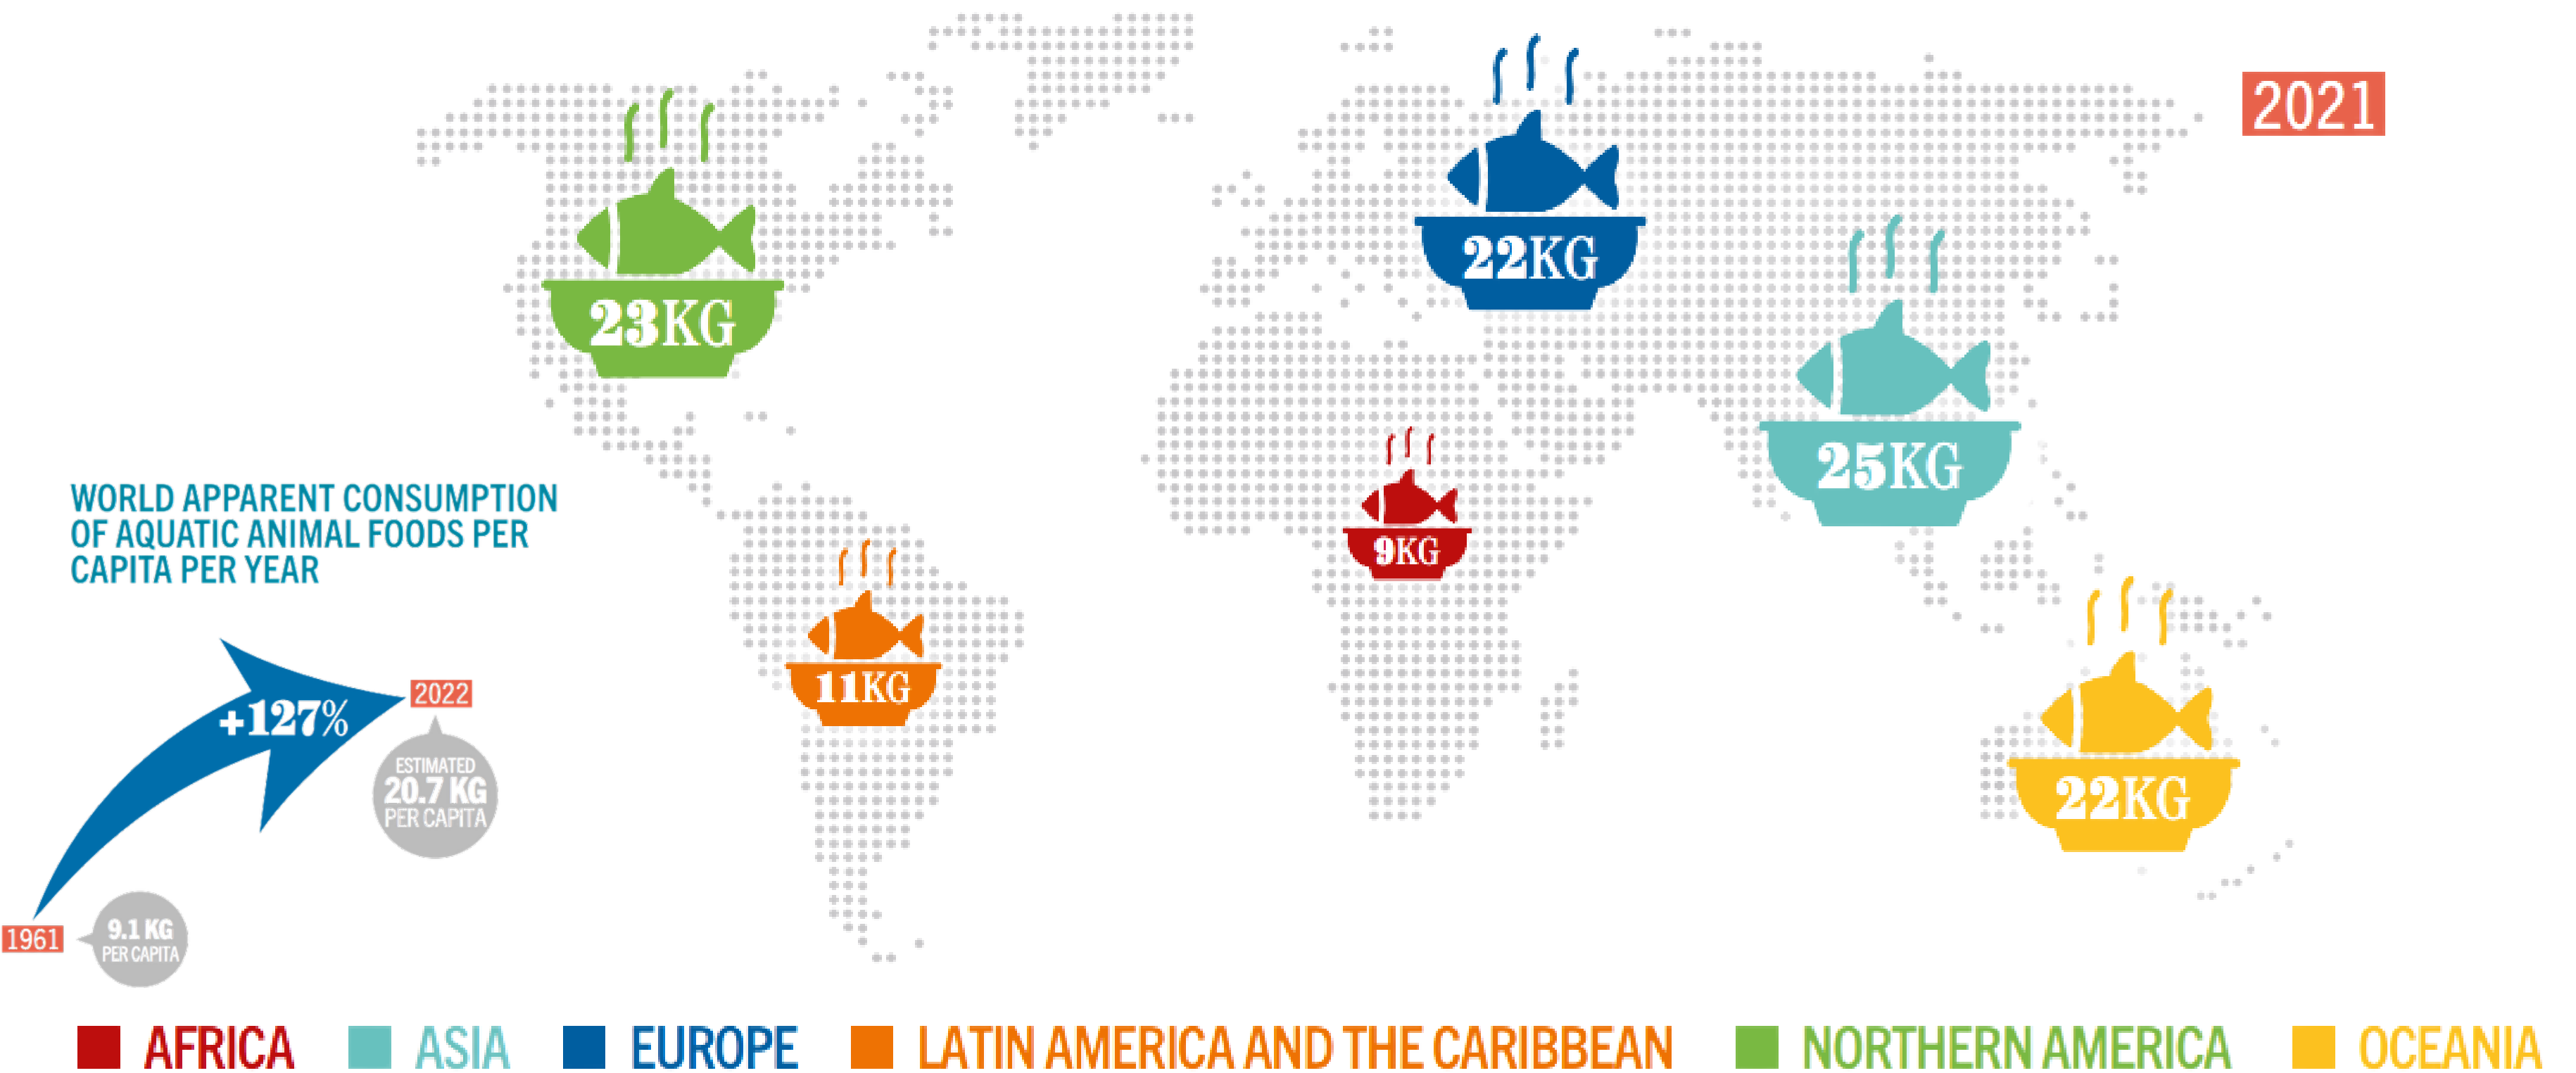 2021
22KG
23KG
25KG
WORLD APPARENT CONSUMPTION
OF AQUATIC ANIMAL FOODS PER
CAPITA PER YEAR
9KG
11KG
2022
+127%
ESTIMATED
20.7 KG
PER CAPITA
22KG
1961
9.1 KG
PER CAPITA
AFRICA ASIA EUROPE LATIN AMERICA AND THE CARIBBEAN NORTHERN AMERICA OCEANIA